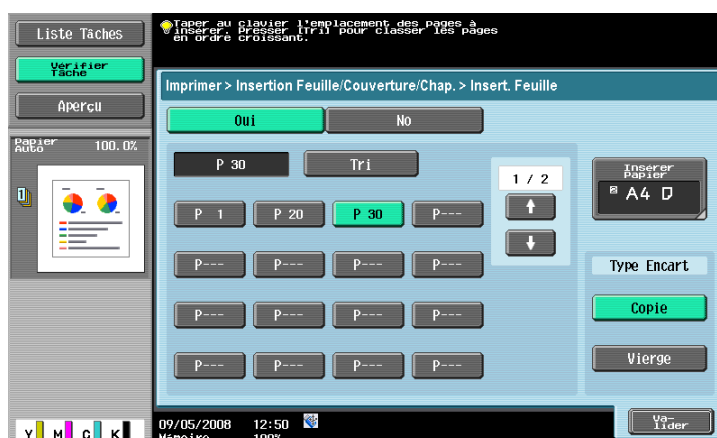 Liste Tâches
Vérifier
Tâche
Aperçu
Papier
Auto
100.0%
1
Y M C K
Taper au clavier l'emplacement des pages à
insérer. Presser [Tri] pour classer les pages
en ordre croissant.
Imprimer > Insertion Feuille/Couverture/Chap. > Insert. Feuille
Oui No
P 30 Tri
1 / 2
P 1 P 20 P 30 P---
P--- P--- P--- P---
P--- P--- P--- P---
P--- P--- P--- P---
Insérer
Papier
A4
Type Encart
Copie
Vierge
Va-
lider
09/05/2008 12:50
Mémoire 100%